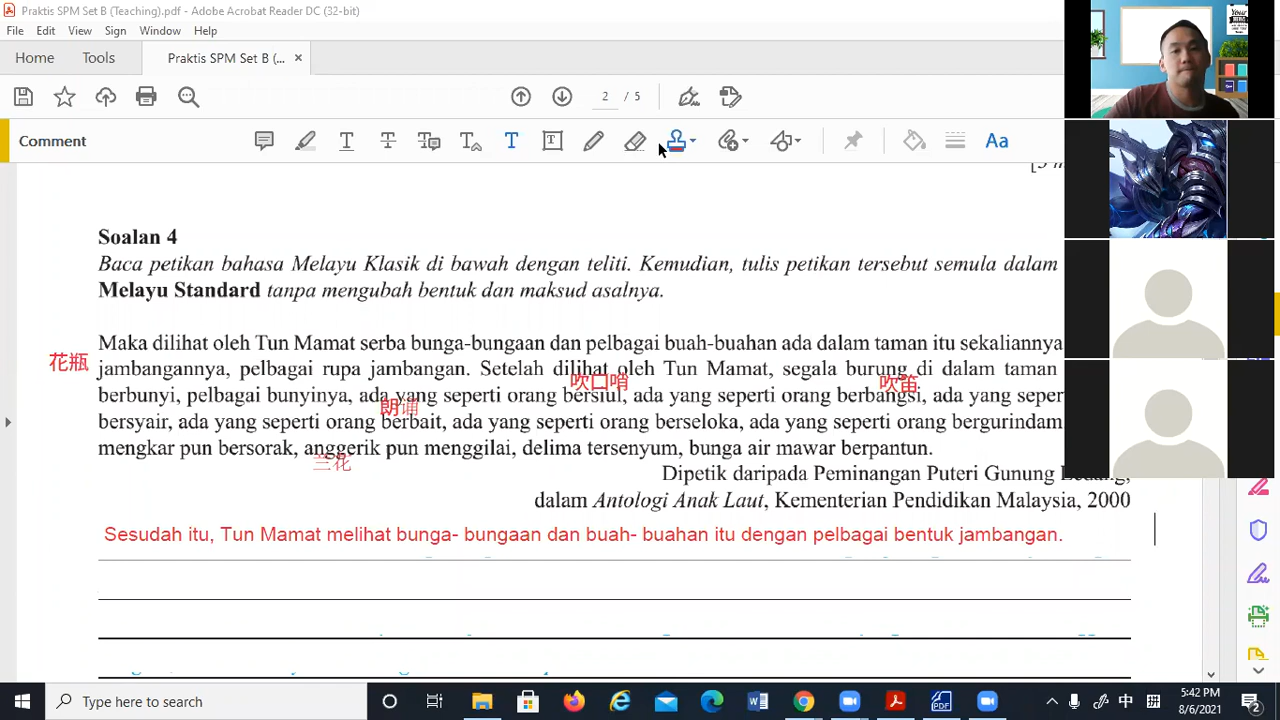 Praktis SPM Set B (Teaching).pdf - Adobe Acrobat Reader DC (32-bit)
File Edit View Sign Window Help
Home Tools Praktis SPM Set B (... ×
2 / 5
Comment
Aa
Soalan 4
Baca petikan bahasa Melayu Klasik di bawah dengan teliti. Kemudian, tulis petikan tersebut semula dalam
Melayu Standard tanpa mengubah bentuk dan maksud asalnya.
Maka dilihat oleh Tun Mamat serba bunga-bungaan dan pelbagai buah-buahan ada dalam taman itu sekaliannya
花瓶
jambangannya, pelbagai rupa jambangan. Setelah dilihat oleh Tun Mamat, segala burung di dalam taman
吹口哨 吹笛
berbunyi, pelbagai bunyinya, ada yang seperti orang bersiul, ada yang seperti orang berbangsi, ada yang seper
朗诵
bersyair, ada yang seperti orang berbait, ada yang seperti orang berseloka, ada yang seperti orang bergurindam,
mengkar pun bersorak, anggerik pun menggilai, delima tersenyum, bunga air mawar berpantun.
兰花
Dipetik daripada Peminangan Puteri Gunung
dalam Antologi Anak Laut, Kementerian Pendidikan Malaysia, 2000
Sesudah itu, Tun Mamat melihat bunga- bungaan dan buah- buahan itu dengan pelbagai bentuk jambangan.
Type here to search
中 拼
5:42 PM
8/6/2021
2